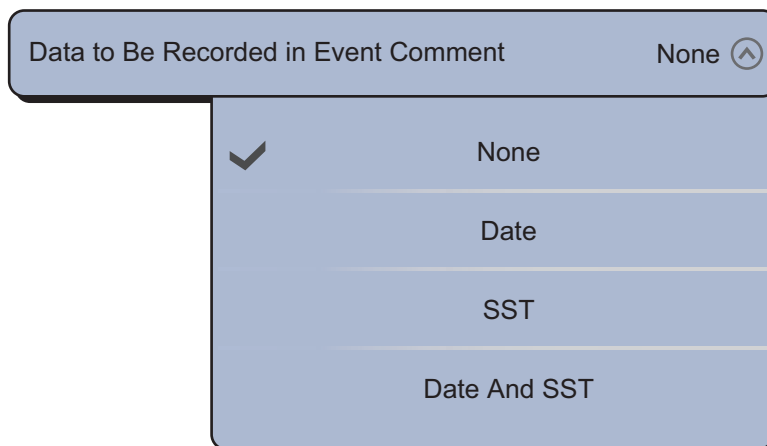 Data to Be Recorded in Event Comment None
None
Date
SST
Date And SST